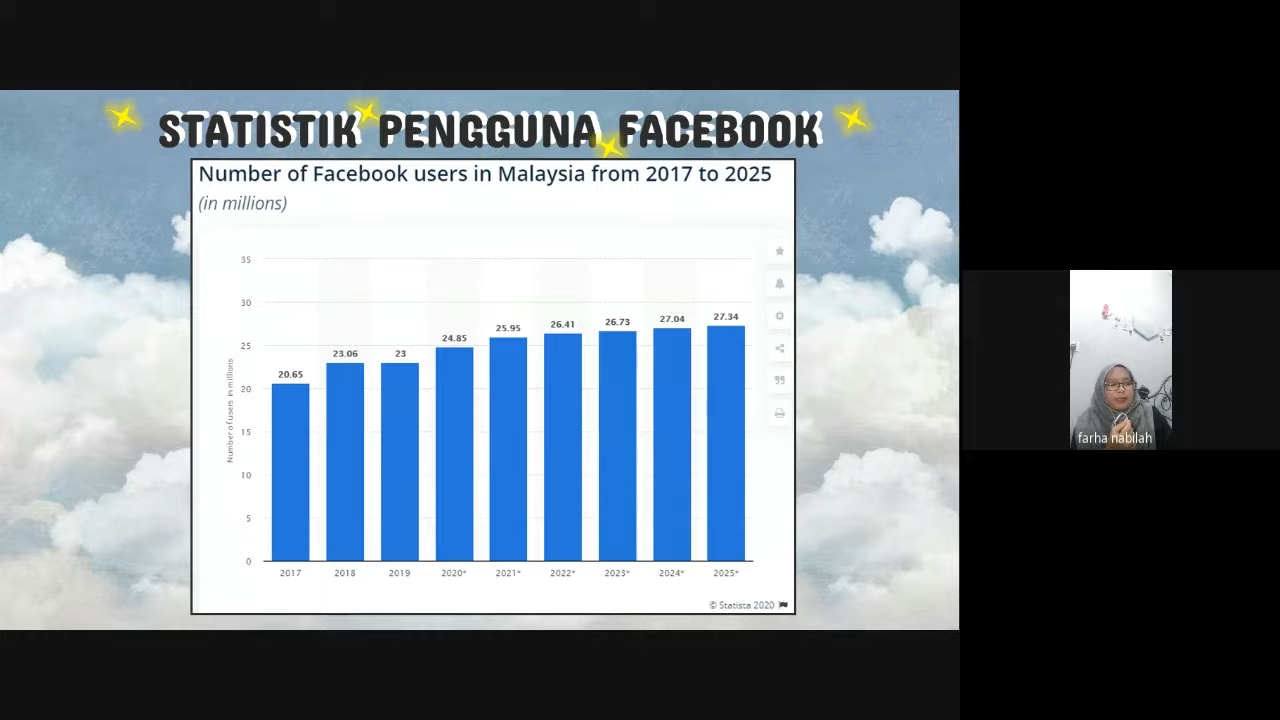 STATISTIK PENGGUNA FACEBOOK
Number of Facebook users in Malaysia from 2017 to 2025
(in millions)
Number of users in millions
35
30
25
20
15
10
5
0
20.65
23.06
23
24.85
25.95
26.41
26.73
27.04
27.34
2017 2018 2019 2020* 2021* 2022* 2023* 2024* 2025*
© Statista 2020
farha nabilah